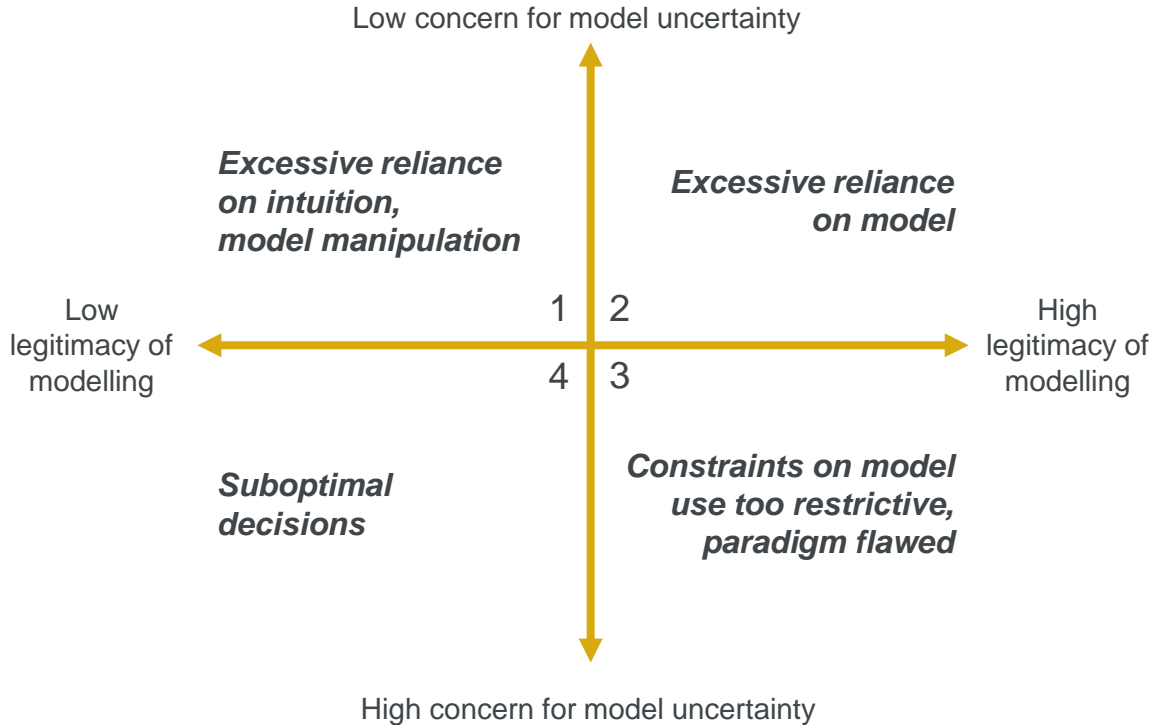 Low concern for model uncertainty
Excessive reliance
on intuition,
model manipulation
Excessive reliance
on model
Low
legitimacy of
modelling
1
2
High
legitimacy of
modelling
4
3
Suboptimal
decisions
Constraints on model
use too restrictive,
paradigm flawed
High concern for model uncertainty